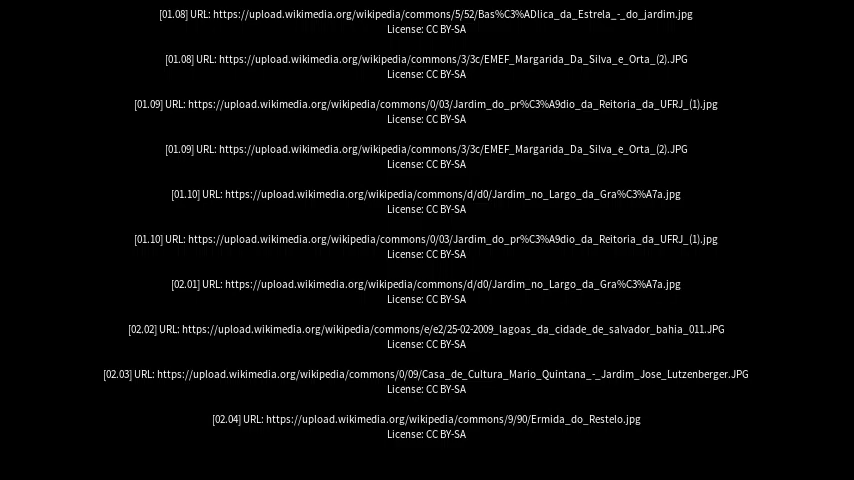 [01.08] URL: https://upload.wikimedia.org/wikipedia/commons/5/52/Bas%C3%ADlica_da_Estrela_-_do_jardim.jpg
License: CC BY-SA
[01.08] URL: https://upload.wikimedia.org/wikipedia/commons/3/3c/EMEF_Margarida_Da_Silva_e_Orta_(2).JPG
License: CC BY-SA
[01.09] URL: https://upload.wikimedia.org/wikipedia/commons/0/03/Jardim_do_pr%C3%A9dio_da_Reitoria_da_UFRJ_(1).jpg
License: CC BY-SA
[01.09] URL: https://upload.wikimedia.org/wikipedia/commons/3/3c/EMEF_Margarida_Da_Silva_e_Orta_(2).JPG
License: CC BY-SA
[01.10] URL: https://upload.wikimedia.org/wikipedia/commons/d/d0/Jardim_no_Largo_da_Gra%C3%A7a.jpg
License: CC BY-SA
[01.10] URL: https://upload.wikimedia.org/wikipedia/commons/0/03/Jardim_do_pr%C3%A9dio_da_Reitoria_da_UFRJ_(1).jpg
License: CC BY-SA
[02.01] URL: https://upload.wikimedia.org/wikipedia/commons/d/d0/Jardim_no_Largo_da_Gra%C3%A7a.jpg
License: CC BY-SA
[02.02] URL: https://upload.wikimedia.org/wikipedia/commons/e/e2/25-02-2009_lagoas_da_cidade_de_salvador_bahia_011.JPG
License: CC BY-SA
[02.03] URL: https://upload.wikimedia.org/wikipedia/commons/0/09/Casa_de_Cultura_Mario_Quintana_-_Jardim_Jose_Lutzenberger.JPG
License: CC BY-SA
[02.04] URL: https://upload.wikimedia.org/wikipedia/commons/9/90/Ermida_do_Restelo.jpg
License: CC BY-SA